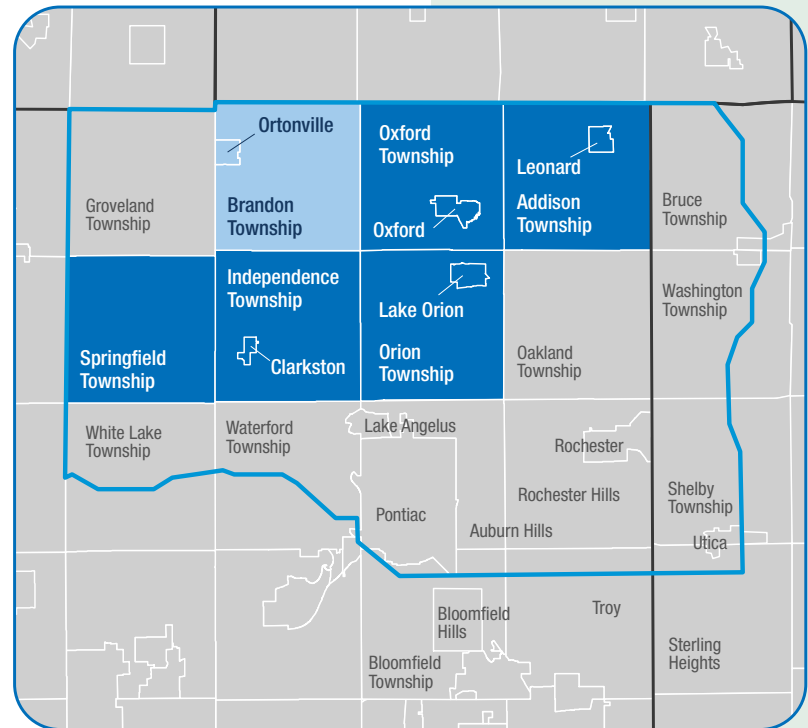 Ortonville
Oxford
Township
Leonard
Groveland
Township
Brandon
Township
Oxford
Addison
Township
Bruce
Township
Independence
Township
Lake Orion
Washington
Township
Springfield
Township
Clarkston
Orion
Township
Oakland
Township
White Lake
Township
Waterford
Township
Lake Angelus
Rochester
Rochester Hills
Shelby
Township
Pontiac
Auburn Hills
Utica
Bloomfield
Hills
Troy
Bloomfield
Township
Sterling
Heights